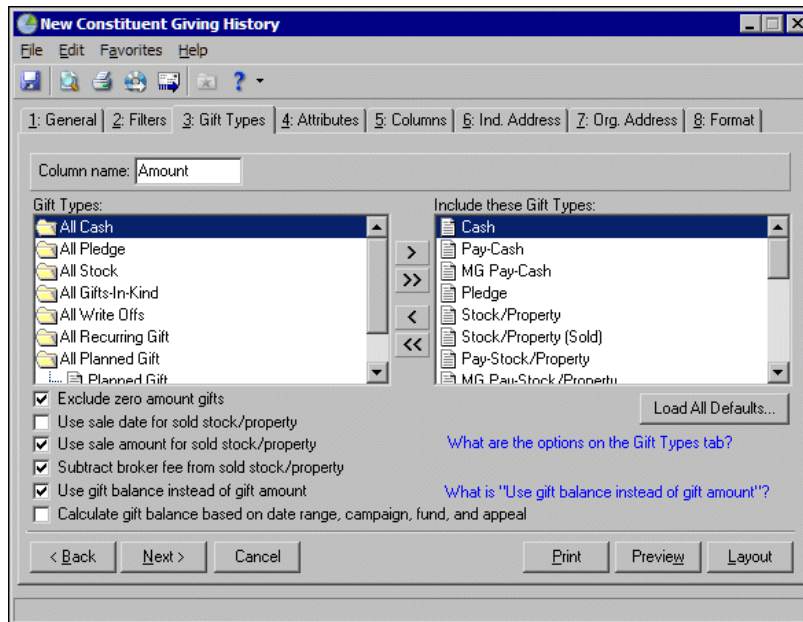 New Constituent Giving History
File Edit Favorites Help
1: General 2: Filters 3: Gift Types 4: Attributes 5: Columns 6: Ind. Address 7: Org. Address 8: Format
Column name: Amount
Gift Types:
All Cash
All Pledge
All Stock
All Gifts-In-Kind
All Write Offs
All Recurring Gift
All Planned Gift
Planned Gift
>
>>
<
<<
Include these Gift Types:
Cash
Pay-Cash
MG Pay-Cash
Pledge
Stock/Property
Stock/Property (Sold)
Pay-Stock/Property
MG Pay-Stock/Property
Exclude zero amount gifts
Use sale date for sold stock/property
Use sale amount for sold stock/property
Subtract broker fee from sold stock/property
Use gift balance instead of gift amount
Calculate gift balance based on date range, campaign, fund, and appeal
Load All Defaults...
What are the options on the Gift Types tab?
What is "Use gift balance instead of gift amount"?
< Back Next > Cancel Print Preview Layout